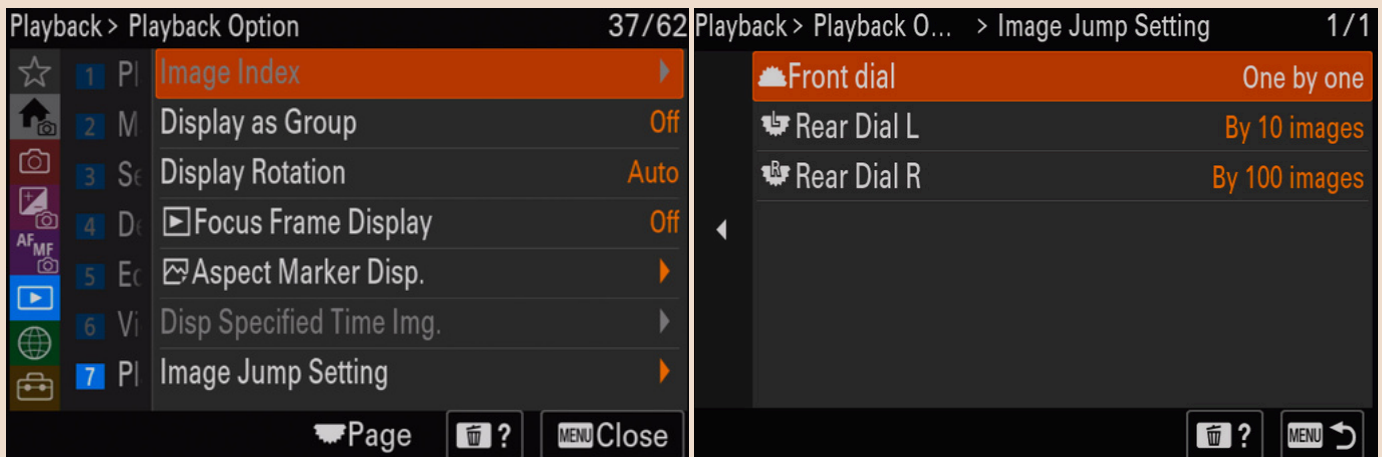 Playback > Playback Option 37/62
1 Pl
Image Index
2 M
Display as Group Off
3 Se
Display Rotation Auto
4 De
Focus Frame Display Off
AF MF
5 Ec
Aspect Marker Disp.
6 Vi
Disp Specified Time Img.
7 Pl
Image Jump Setting
Page ? MENU Close
Playback > Playback O... > Image Jump Setting 1/1
Front dial One by one
L Rear Dial L By 10 images
R Rear Dial R By 100 images
? MENU